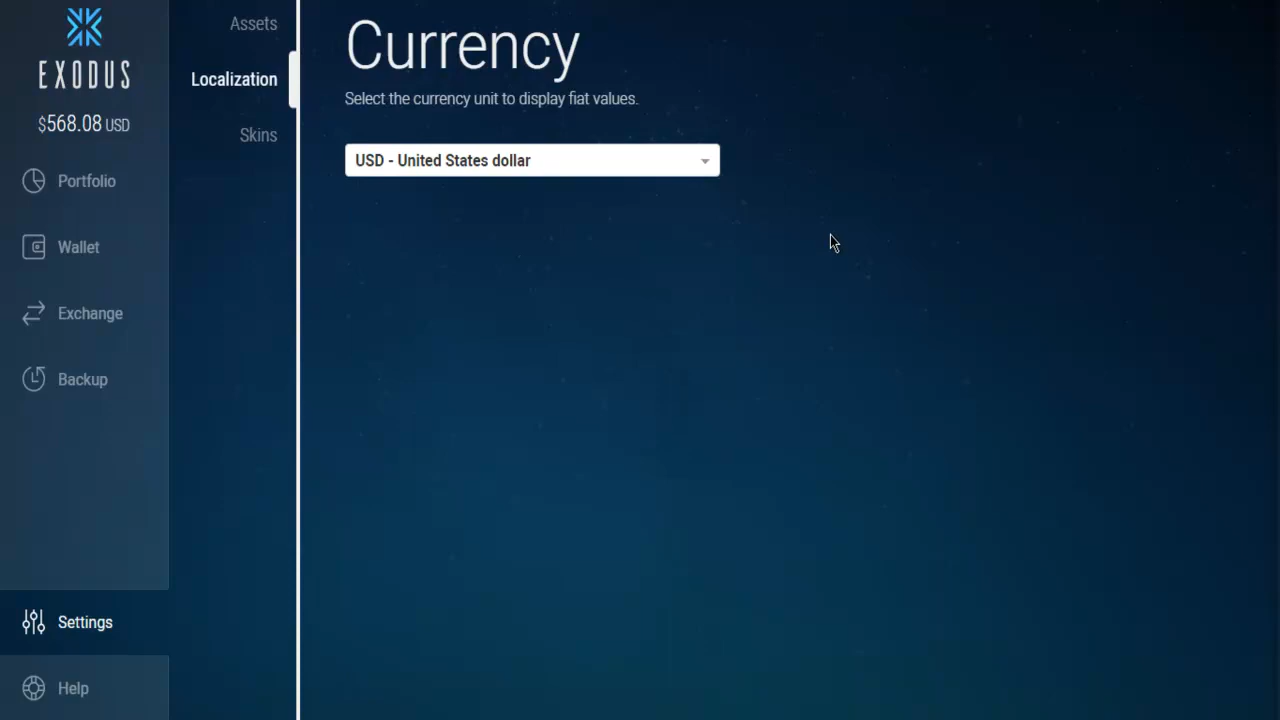 EXODUS
$568.08 USD
Portfolio
Wallet
Exchange
Backup
Settings
Help
Assets
Localization
Skins
Currency
Select the currency unit to display fiat values.
USD - United States dollar